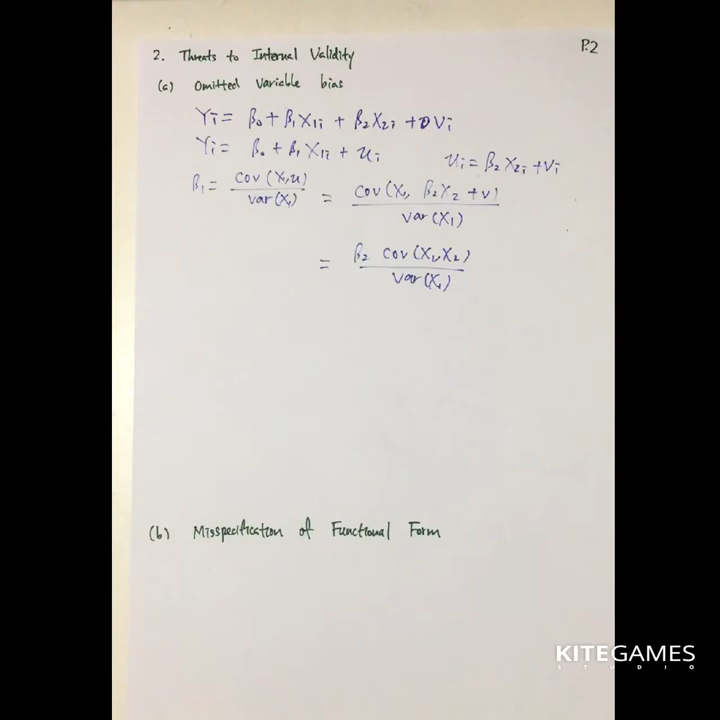 P.2
2. Threats to Internal Validity
(a) Omitted Variable bias
Yi = β0 + β1X1i + β2X2i + Vi
Yi = β0 + β1X1i + ui
ui = β2X2i + Vi
β1 = cov(X1,u) / var(X1) = cov(X1, β2X2 + v) / var(X1)
= β2 cov(X1,X2) / var(X1)
(b) Misspecification of Functional Form
KITEGAMES
STUDIO